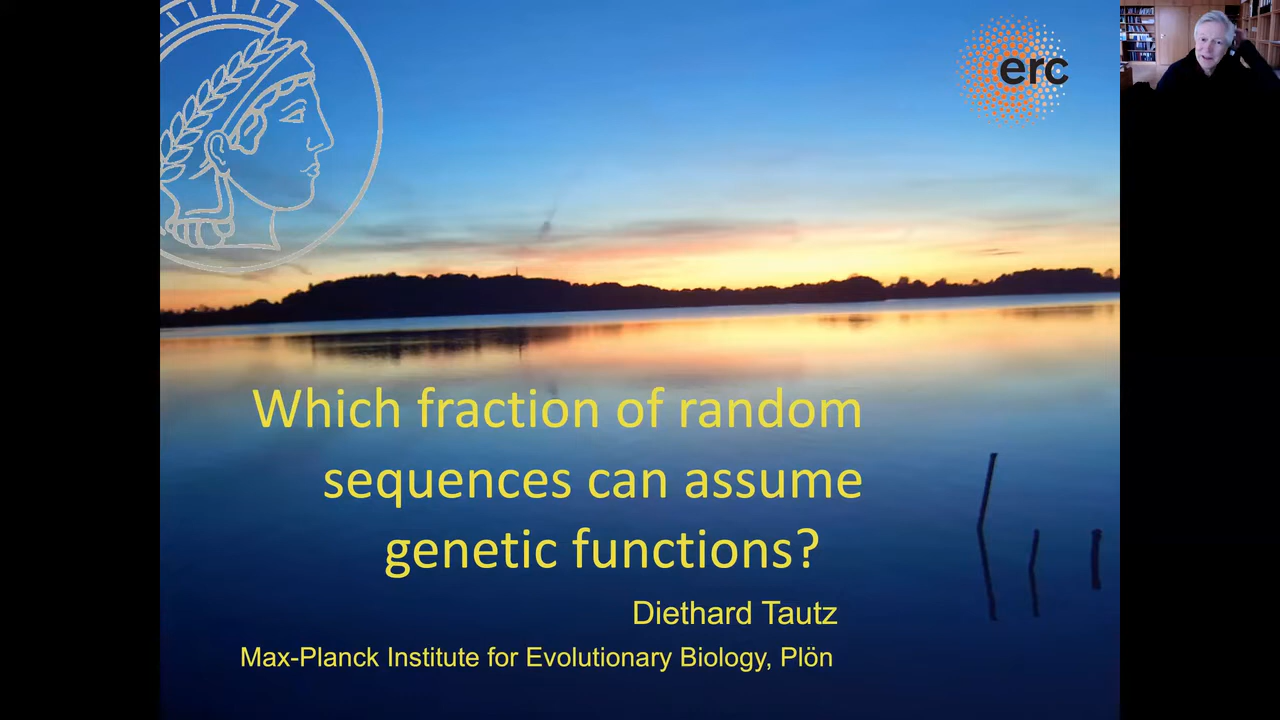 erc
Which fraction of random
sequences can assume
genetic functions?
Diethard Tautz
Max-Planck Institute for Evolutionary Biology, Plön